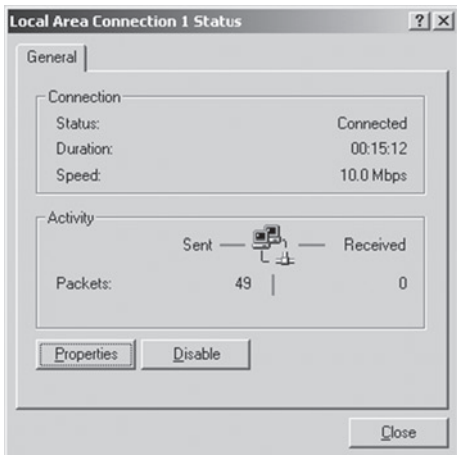 Local Area Connection 1 Status
General
Connection
Status: Connected
Duration: 00:15:12
Speed: 10.0 Mbps
Activity
Sent Received
Packets: 49 0
Properties Disable
Close